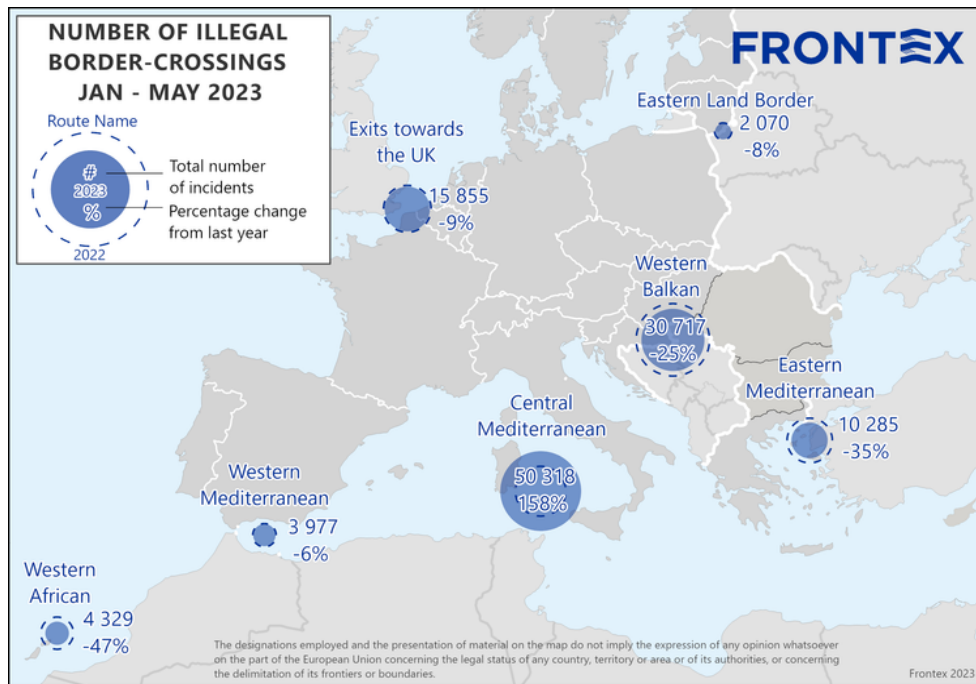 NUMBER OF ILLEGAL
BORDER-CROSSINGS
JAN - MAY 2023
Route Name
#
2023
%
Total number
of incidents
Percentage change
from last year
2022
FRONTEX
Eastern Land Border
2 070
-8%
Exits towards
the UK
15 855
-9%
Western
Balkan
30 717
-25%
Eastern
Mediterranean
10 285
-35%
Central
Mediterranean
50 318
158%
Western
Mediterranean
3 977
-6%
Western
African
4 329
-47%
The designations employed and the presentation of material on the map do not imply the expression of any opinion whatsoever
on the part of the European Union concerning the legal status of any country, territory or area or of its authorities, or concerning
the delimitation of its frontiers or boundaries.
Frontex 2023